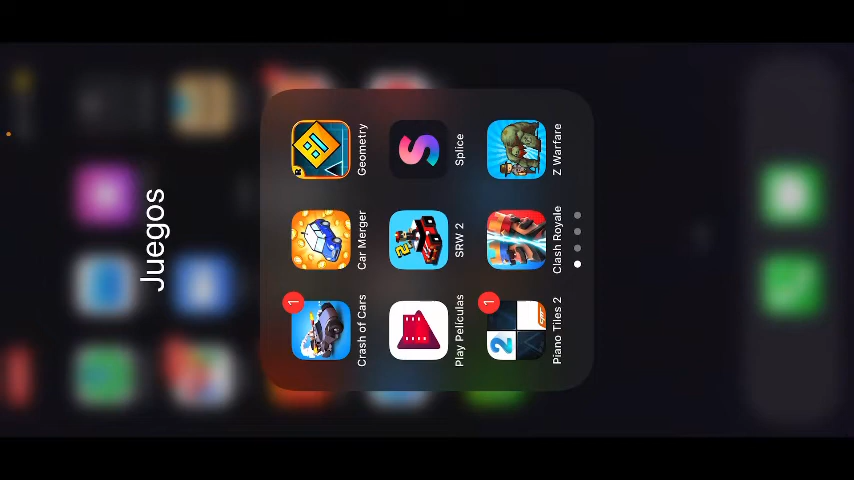 Juegos
1
Crash of Cars
Car Merger
Geometry
Play Películas
SRW 2
Splice
1
Piano Tiles 2
Clash Royale
Z Warfare